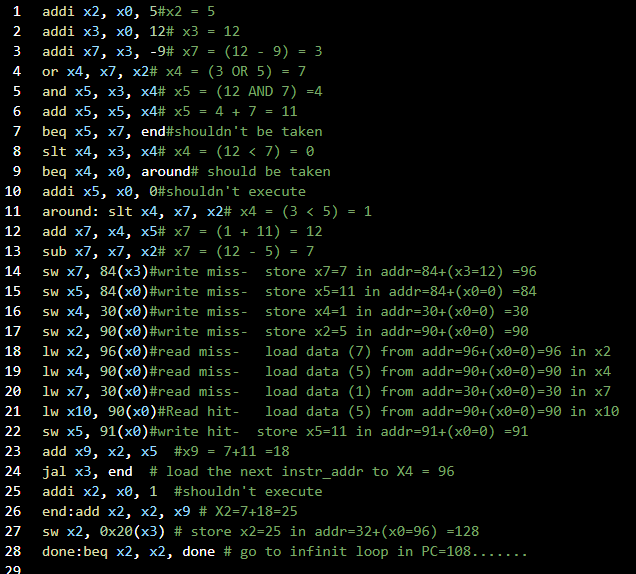 1 addi x2, x0, 5#x2 = 5
2 addi x3, x0, 12# x3 = 12
3 addi x7, x3, -9# x7 = (12 - 9) = 3
4 or x4, x7, x2# x4 = (3 OR 5) = 7
5 and x5, x3, x4# x5 = (12 AND 7) =4
6 add x5, x5, x4# x5 = 4 + 7 = 11
7 beq x5, x7, end#shouldn't be taken
8 slt x4, x3, x4# x4 = (12 < 7) = 0
9 beq x4, x0, around# should be taken
10 addi x5, x0, 0#shouldn't execute
11 around: slt x4, x7, x2# x4 = (3 < 5) = 1
12 add x7, x4, x5# x7 = (1 + 11) = 12
13 sub x7, x7, x2# x7 = (12 - 5) = 7
14 sw x7, 84(x3)#write miss-  store x7=7 in addr=84+(x3=12) =96
15 sw x5, 84(x0)#write miss-  store x5=11 in addr=84+(x0=0) =84
16 sw x4, 30(x0)#write miss-  store x4=1 in addr=30+(x0=0) =30
17 sw x2, 90(x0)#write miss-  store x2=5 in addr=90+(x0=0) =90
18 lw x2, 96(x0)#read miss-   load data (7) from addr=96+(x0=0)=96 in x2
19 lw x4, 90(x0)#read miss-   load data (5) from addr=90+(x0=0)=90 in x4
20 lw x7, 30(x0)#read miss-   load data (1) from addr=30+(x0=0)=30 in x7
21 lw x10, 90(x0)#Read hit-   load data (5) from addr=90+(x0=0)=90 in x10
22 sw x5, 91(x0)#write hit-  store x5=11 in addr=91+(x0=0) =91
23 add x9, x2, x5  #x9 = 7+11 =18
24 jal x3, end  # load the next instr_addr to X4 = 96
25 addi x2, x0, 1  #shouldn't execute
26 end:add x2, x2, x9 # X2=7+18=25
27 sw x2, 0x20(x3) # store x2=25 in addr=32+(x0=96) =128
28 done:beq x2, x2, done # go to infinit loop in PC=108.......
29